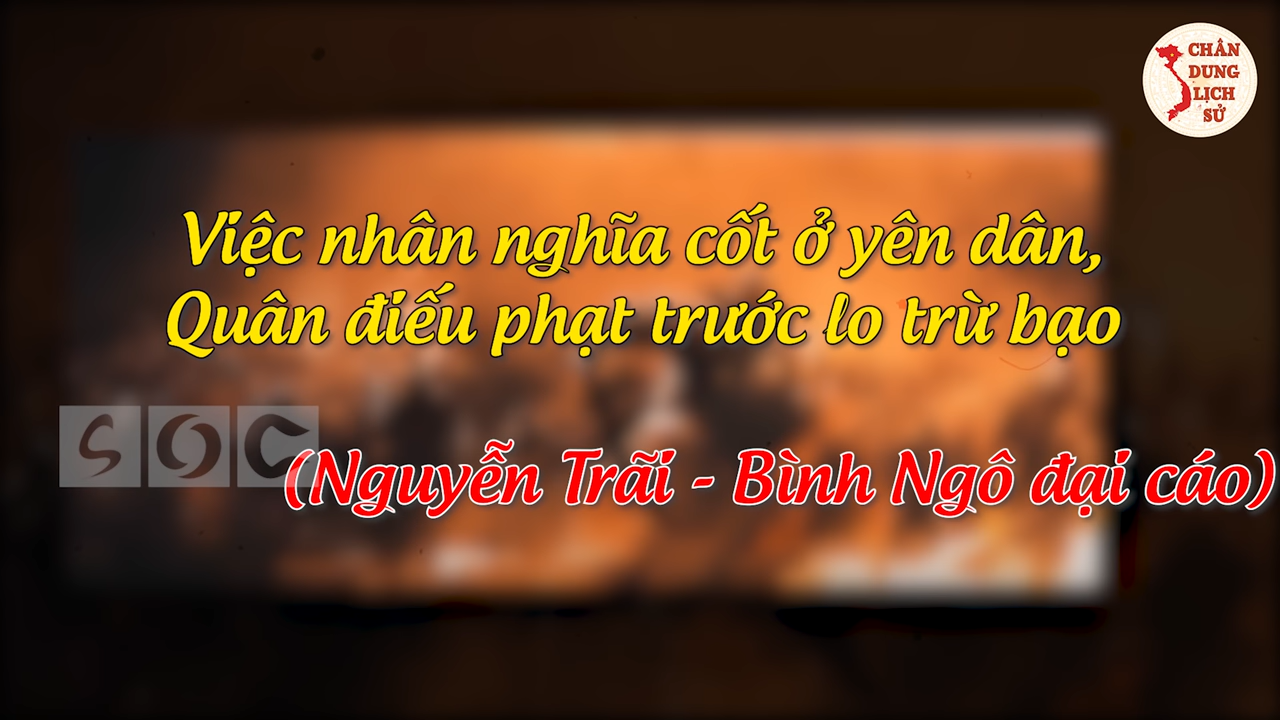 CHÂN
DUNG
LỊCH
SỬ
Việc nhân nghĩa cốt ở yên dân,
Quân điếu phạt trước lo trừ bạo
SOC
(Nguyễn Trãi - Bình Ngô đại cáo)